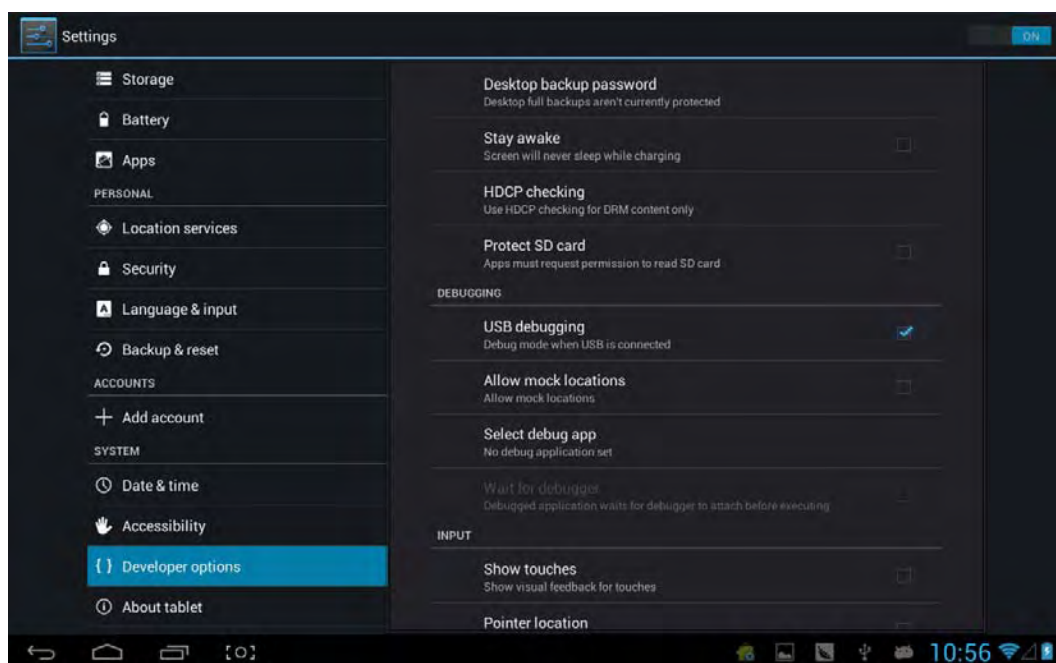 Settings
ON
Storage
Battery
Apps
PERSONAL
Location services
Security
Language & input
Backup & reset
ACCOUNTS
Add account
SYSTEM
Date & time
Accessibility
{ } Developer options
About tablet
Desktop backup password
Desktop full backups aren't currently protected
Stay awake
Screen will never sleep while charging
HDCP checking
Use HDCP checking for DRM content only
Protect SD card
Apps must request permission to read SD card
DEBUGGING
USB debugging
Debug mode when USB is connected
Allow mock locations
Allow mock locations
Select debug app
No debug application set
Wait for debugger
Debugged application waits for debugger to attach before executing
INPUT
Show touches
Show visual feedback for touches
Pointer location
10:56